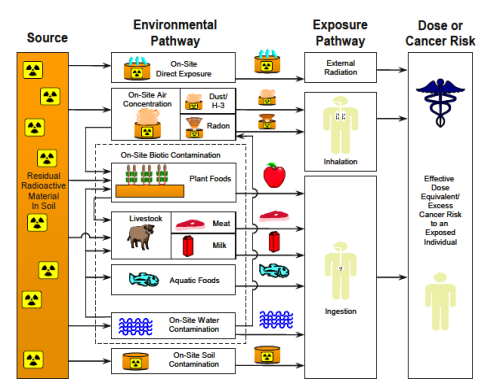 Source
Environmental
Pathway
Exposure
Pathway
Dose or
Cancer Risk
On-Site
Direct Exposure
External
Radiation
On-Site Air
Concentration
Dust/
H-3
Radon
Inhalation
On-Site Biotic Contamination
Plant Foods
Residual
Radioactive
Material
In Soil
Livestock
Meat
Milk
Aquatic Foods
On-Site Water
Contamination
On-Site Soil
Contamination
Ingestion
Effective
Dose
Equivalent/
Excess
Cancer Risk
to an
Exposed
Individual